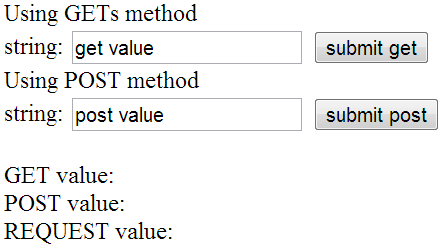 Using GETs method
string: get value submit get
Using POST method
string: post value submit post
GET value:
POST value:
REQUEST value: